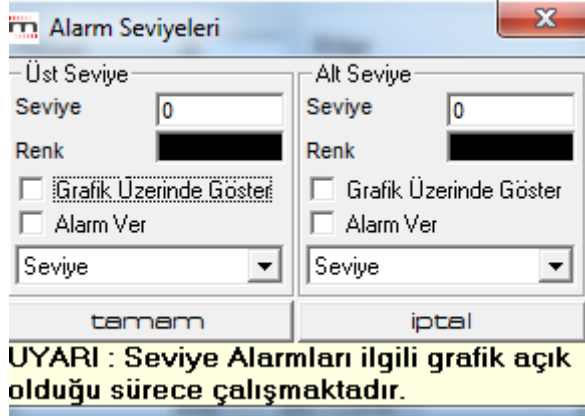 Alarm Seviyeleri
Üst Seviye
Seviye 0
Renk
Grafik Üzerinde Göster
Alarm Ver
Seviye
Alt Seviye
Seviye 0
Renk
Grafik Üzerinde Göster
Alarm Ver
Seviye
tamam iptal
UYARI : Seviye Alarmları ilgili grafik açık
olduğu sürece çalışmaktadır.